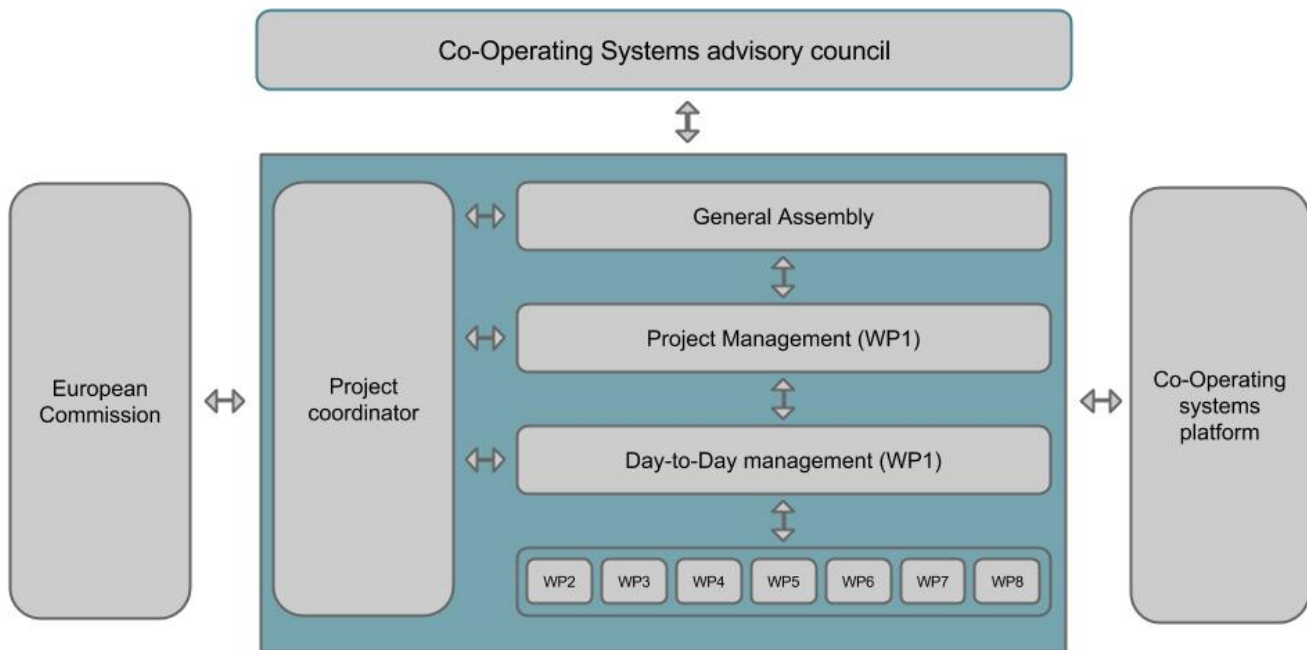 Co-Operating Systems advisory council
General Assembly
Project Management (WP1)
European
Commission
Project
coordinator
Co-Operating
systems
platform
Day-to-Day management (WP1)
WP2 WP3 WP4 WP5 WP6 WP7 WP8